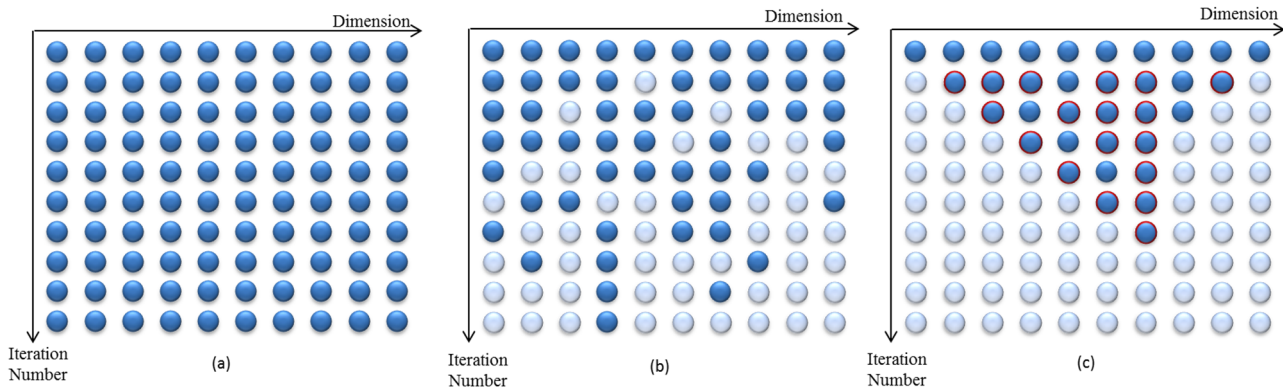 Dimension
Iteration
Number
(a)
Dimension
Iteration
Number
(b)
Dimension
Iteration
Number
(c)